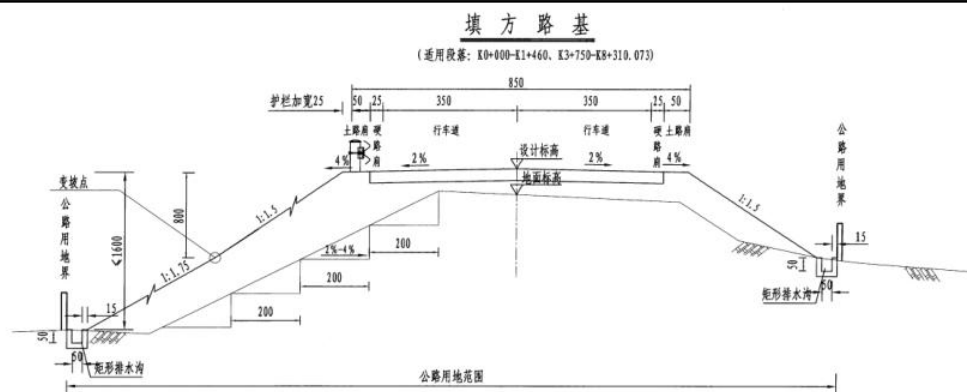 填方路基
(适用段落: K0+000-K1+460、K3+750-K8+310.073)
850
护栏加宽25
50
25
350
350
25
50
土路肩
硬路肩
行车道
行车道
硬路肩
土路肩
公路用地界
4%
2%
设计标高
2%
4%
地面标高
变坡点
公路用地界
800
≤1600
1:1.5
1:1.5
1:1.75
2%-4%
200
200
200
15
50
50
矩形排水沟
15
50
50
矩形排水沟
公路用地范围